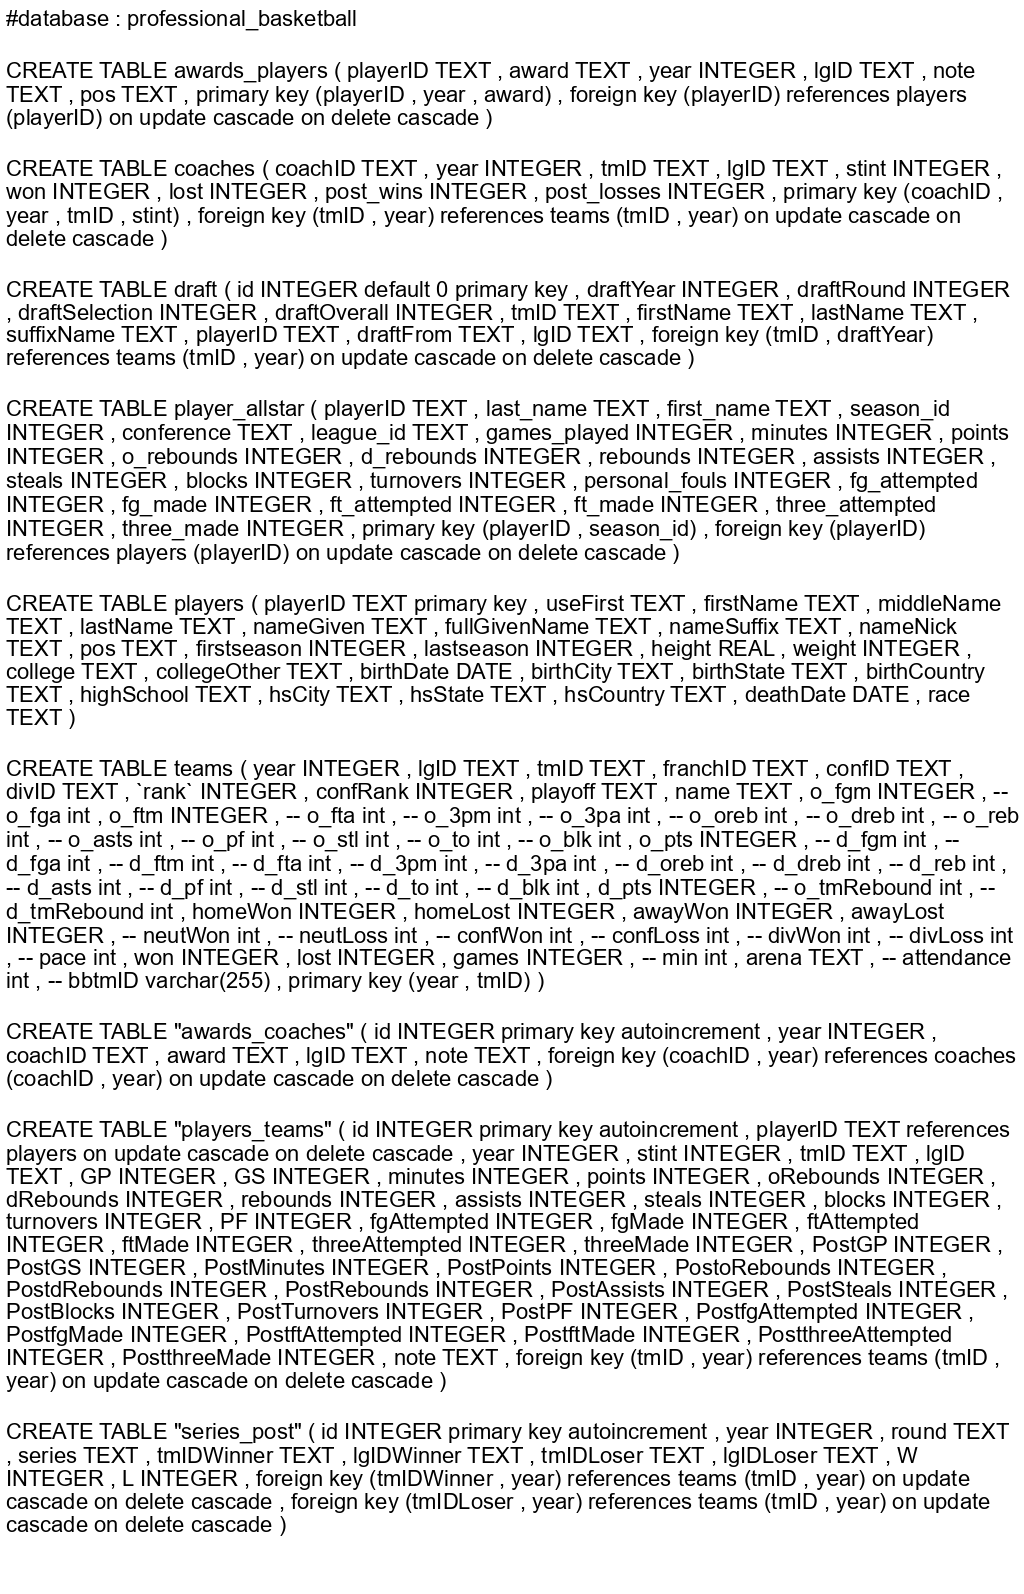 #database : professional_basketball
CREATE TABLE awards_players ( playerID TEXT , award TEXT , year INTEGER , lgID TEXT , note
TEXT , pos TEXT , primary key (playerID , year , award) , foreign key (playerID) references players
(playerID) on update cascade on delete cascade )
CREATE TABLE coaches ( coachID TEXT , year INTEGER , tmID TEXT , lgID TEXT , stint INTEGER ,
won INTEGER , lost INTEGER , post_wins INTEGER , post_losses INTEGER , primary key (coachID ,
year , tmID , stint) , foreign key (tmID , year) references teams (tmID , year) on update cascade on
delete cascade )
CREATE TABLE draft ( id INTEGER default 0 primary key , draftYear INTEGER , draftRound INTEGER
, draftSelection INTEGER , draftOverall INTEGER , tmID TEXT , firstName TEXT , lastName TEXT ,
suffixName TEXT , playerID TEXT , draftFrom TEXT , lgID TEXT , foreign key (tmID , draftYear)
references teams (tmID , year) on update cascade on delete cascade )
CREATE TABLE player_allstar ( playerID TEXT , last_name TEXT , first_name TEXT , season_id
INTEGER , conference TEXT , league_id TEXT , games_played INTEGER , minutes INTEGER , points
INTEGER , o_rebounds INTEGER , d_rebounds INTEGER , rebounds INTEGER , assists INTEGER ,
steals INTEGER , blocks INTEGER , turnovers INTEGER , personal_fouls INTEGER , fg_attempted
INTEGER , fg_made INTEGER , ft_attempted INTEGER , ft_made INTEGER , three_attempted
INTEGER , three_made INTEGER , primary key (playerID , season_id) , foreign key (playerID)
references players (playerID) on update cascade on delete cascade )
CREATE TABLE players ( playerID TEXT primary key , useFirst TEXT , firstName TEXT , middleName
TEXT , lastName TEXT , nameGiven TEXT , fullGivenName TEXT , nameSuffix TEXT , nameNick
TEXT , pos TEXT , firstseason INTEGER , lastseason INTEGER , height REAL , weight INTEGER ,
college TEXT , collegeOther TEXT , birthDate DATE , birthCity TEXT , birthState TEXT , birthCountry
TEXT , highSchool TEXT , hsCity TEXT , hsState TEXT , hsCountry TEXT , deathDate DATE , race
TEXT )
CREATE TABLE teams ( year INTEGER , lgID TEXT , tmID TEXT , franchID TEXT , confID TEXT ,
divID TEXT , `rank` INTEGER , confRank INTEGER , playoff TEXT , name TEXT , o_fgm INTEGER , --
o_fga int , o_ftm INTEGER , -- o_fta int , -- o_3pm int , -- o_3pa int , -- o_oreb int , -- o_dreb int , -- o_reb
int , -- o_asts int , -- o_pf int , -- o_stl int , -- o_to int , -- o_blk int , o_pts INTEGER , -- d_fgm int , --
d_fga int , -- d_ftm int , -- d_fta int , -- d_3pm int , -- d_3pa int , -- d_oreb int , -- d_dreb int , -- d_reb int ,
-- d_asts int , -- d_pf int , -- d_stl int , -- d_to int , -- d_blk int , d_pts INTEGER , -- o_tmRebound int , --
d_tmRebound int , homeWon INTEGER , homeLost INTEGER , awayWon INTEGER , awayLost
INTEGER , -- neutWon int , -- neutLoss int , -- confWon int , -- confLoss int , -- divWon int , -- divLoss int
, -- pace int , won INTEGER , lost INTEGER , games INTEGER , -- min int , arena TEXT , -- attendance
int , -- bbtmID varchar(255) , primary key (year , tmID) )
CREATE TABLE "awards_coaches" ( id INTEGER primary key autoincrement , year INTEGER ,
coachID TEXT , award TEXT , lgID TEXT , note TEXT , foreign key (coachID , year) references coaches
(coachID , year) on update cascade on delete cascade )
CREATE TABLE "players_teams" ( id INTEGER primary key autoincrement , playerID TEXT references
players on update cascade on delete cascade , year INTEGER , stint INTEGER , tmID TEXT , lgID
TEXT , GP INTEGER , GS INTEGER , minutes INTEGER , points INTEGER , oRebounds INTEGER ,
dRebounds INTEGER , rebounds INTEGER , assists INTEGER , steals INTEGER , blocks INTEGER ,
turnovers INTEGER , PF INTEGER , fgAttempted INTEGER , fgMade INTEGER , ftAttempted
INTEGER , ftMade INTEGER , threeAttempted INTEGER , threeMade INTEGER , PostGP INTEGER ,
PostGS INTEGER , PostMinutes INTEGER , PostPoints INTEGER , PostoRebounds INTEGER ,
PostdRebounds INTEGER , PostRebounds INTEGER , PostAssists INTEGER , PostSteals INTEGER ,
PostBlocks INTEGER , PostTurnovers INTEGER , PostPF INTEGER , PostfgAttempted INTEGER ,
PostfgMade INTEGER , PostftAttempted INTEGER , PostftMade INTEGER , PostthreeAttempted
INTEGER , PostthreeMade INTEGER , note TEXT , foreign key (tmID , year) references teams (tmID ,
year) on update cascade on delete cascade )
CREATE TABLE "series_post" ( id INTEGER primary key autoincrement , year INTEGER , round TEXT
, series TEXT , tmIDWinner TEXT , lgIDWinner TEXT , tmIDLoser TEXT , lgIDLoser TEXT , W
INTEGER , L INTEGER , foreign key (tmIDWinner , year) references teams (tmID , year) on update
cascade on delete cascade , foreign key (tmIDLoser , year) references teams (tmID , year) on update
cascade on delete cascade )